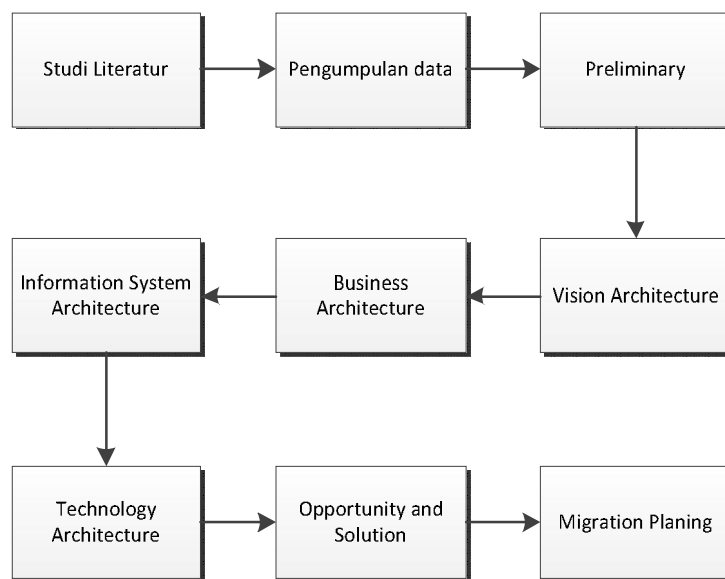 Studi Literatur
Pengumpulan data
Preliminary
Vision Architecture
Business
Architecture
Information System
Architecture
Technology
Architecture
Opportunity and
Solution
Migration Planing